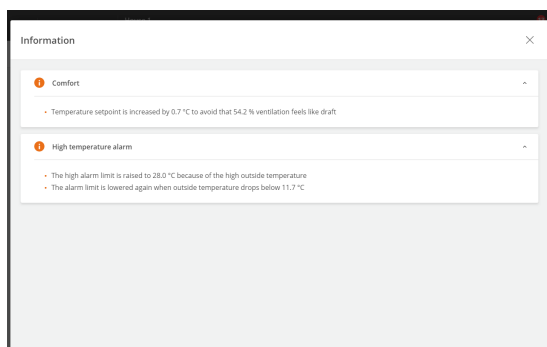 Information
Comfort
• Temperature setpoint is increased by 0.7 °C to avoid that 54.2 % ventilation feels like draft
High temperature alarm
• The high alarm limit is raised to 28.0 °C because of the high outside temperature
• The alarm limit is lowered again when outside temperature drops below 11.7 °C